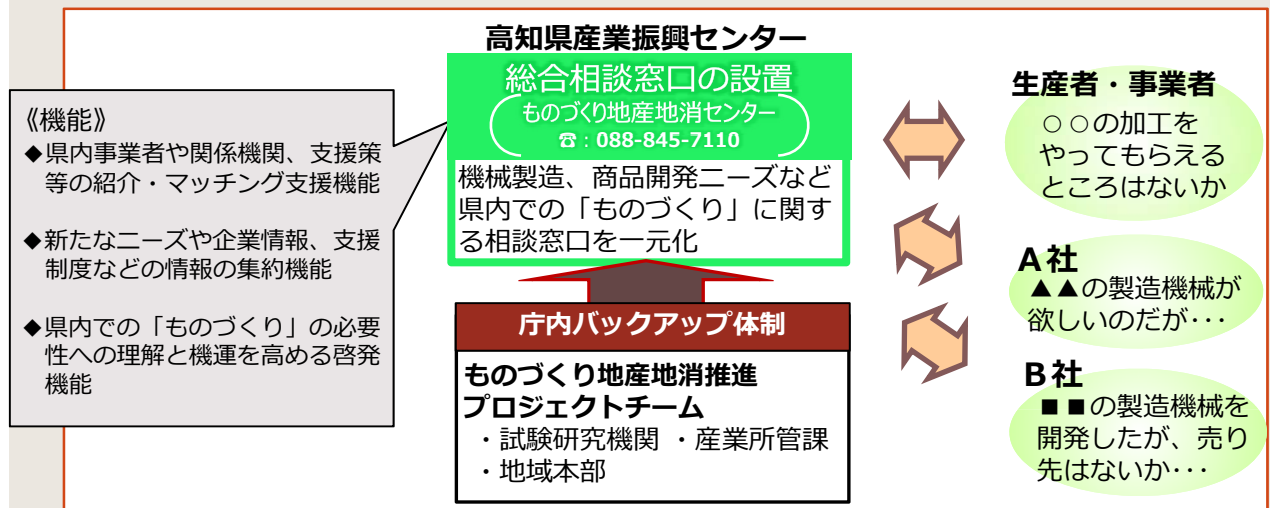 高知県産業振興センター
総合相談窓口の設置
ものづくり地産地消センター
☎：088-845-7110
機械製造、商品開発ニーズなど
県内での「ものづくり」に関す
る相談窓口を一元化
《機能》
◆県内事業者や関係機関、支援策
等の紹介・マッチング支援機能
◆新たなニーズや企業情報、支援
制度などの情報の集約機能
◆県内での「ものづくり」の必要
性への理解と機運を高める啓発
機能
庁内バックアップ体制
ものづくり地産地消推進
プロジェクトチーム
・試験研究機関 ・産業所管課
・地域本部
生産者・事業者
○○の加工を
やってもらえる
ところはないか
A社
▲▲の製造機械が
欲しいのだが･･･
B社
■■の製造機械を
開発したが、売り
先はないか･･･